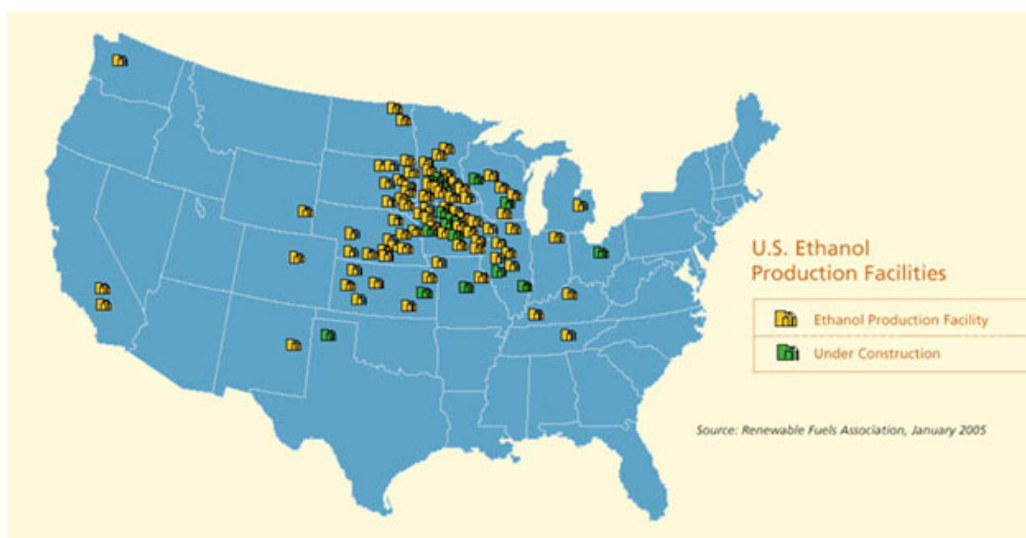 U.S. Ethanol
Production Facilities
Ethanol Production Facility
Under Construction
Source: Renewable Fuels Association, January 2005